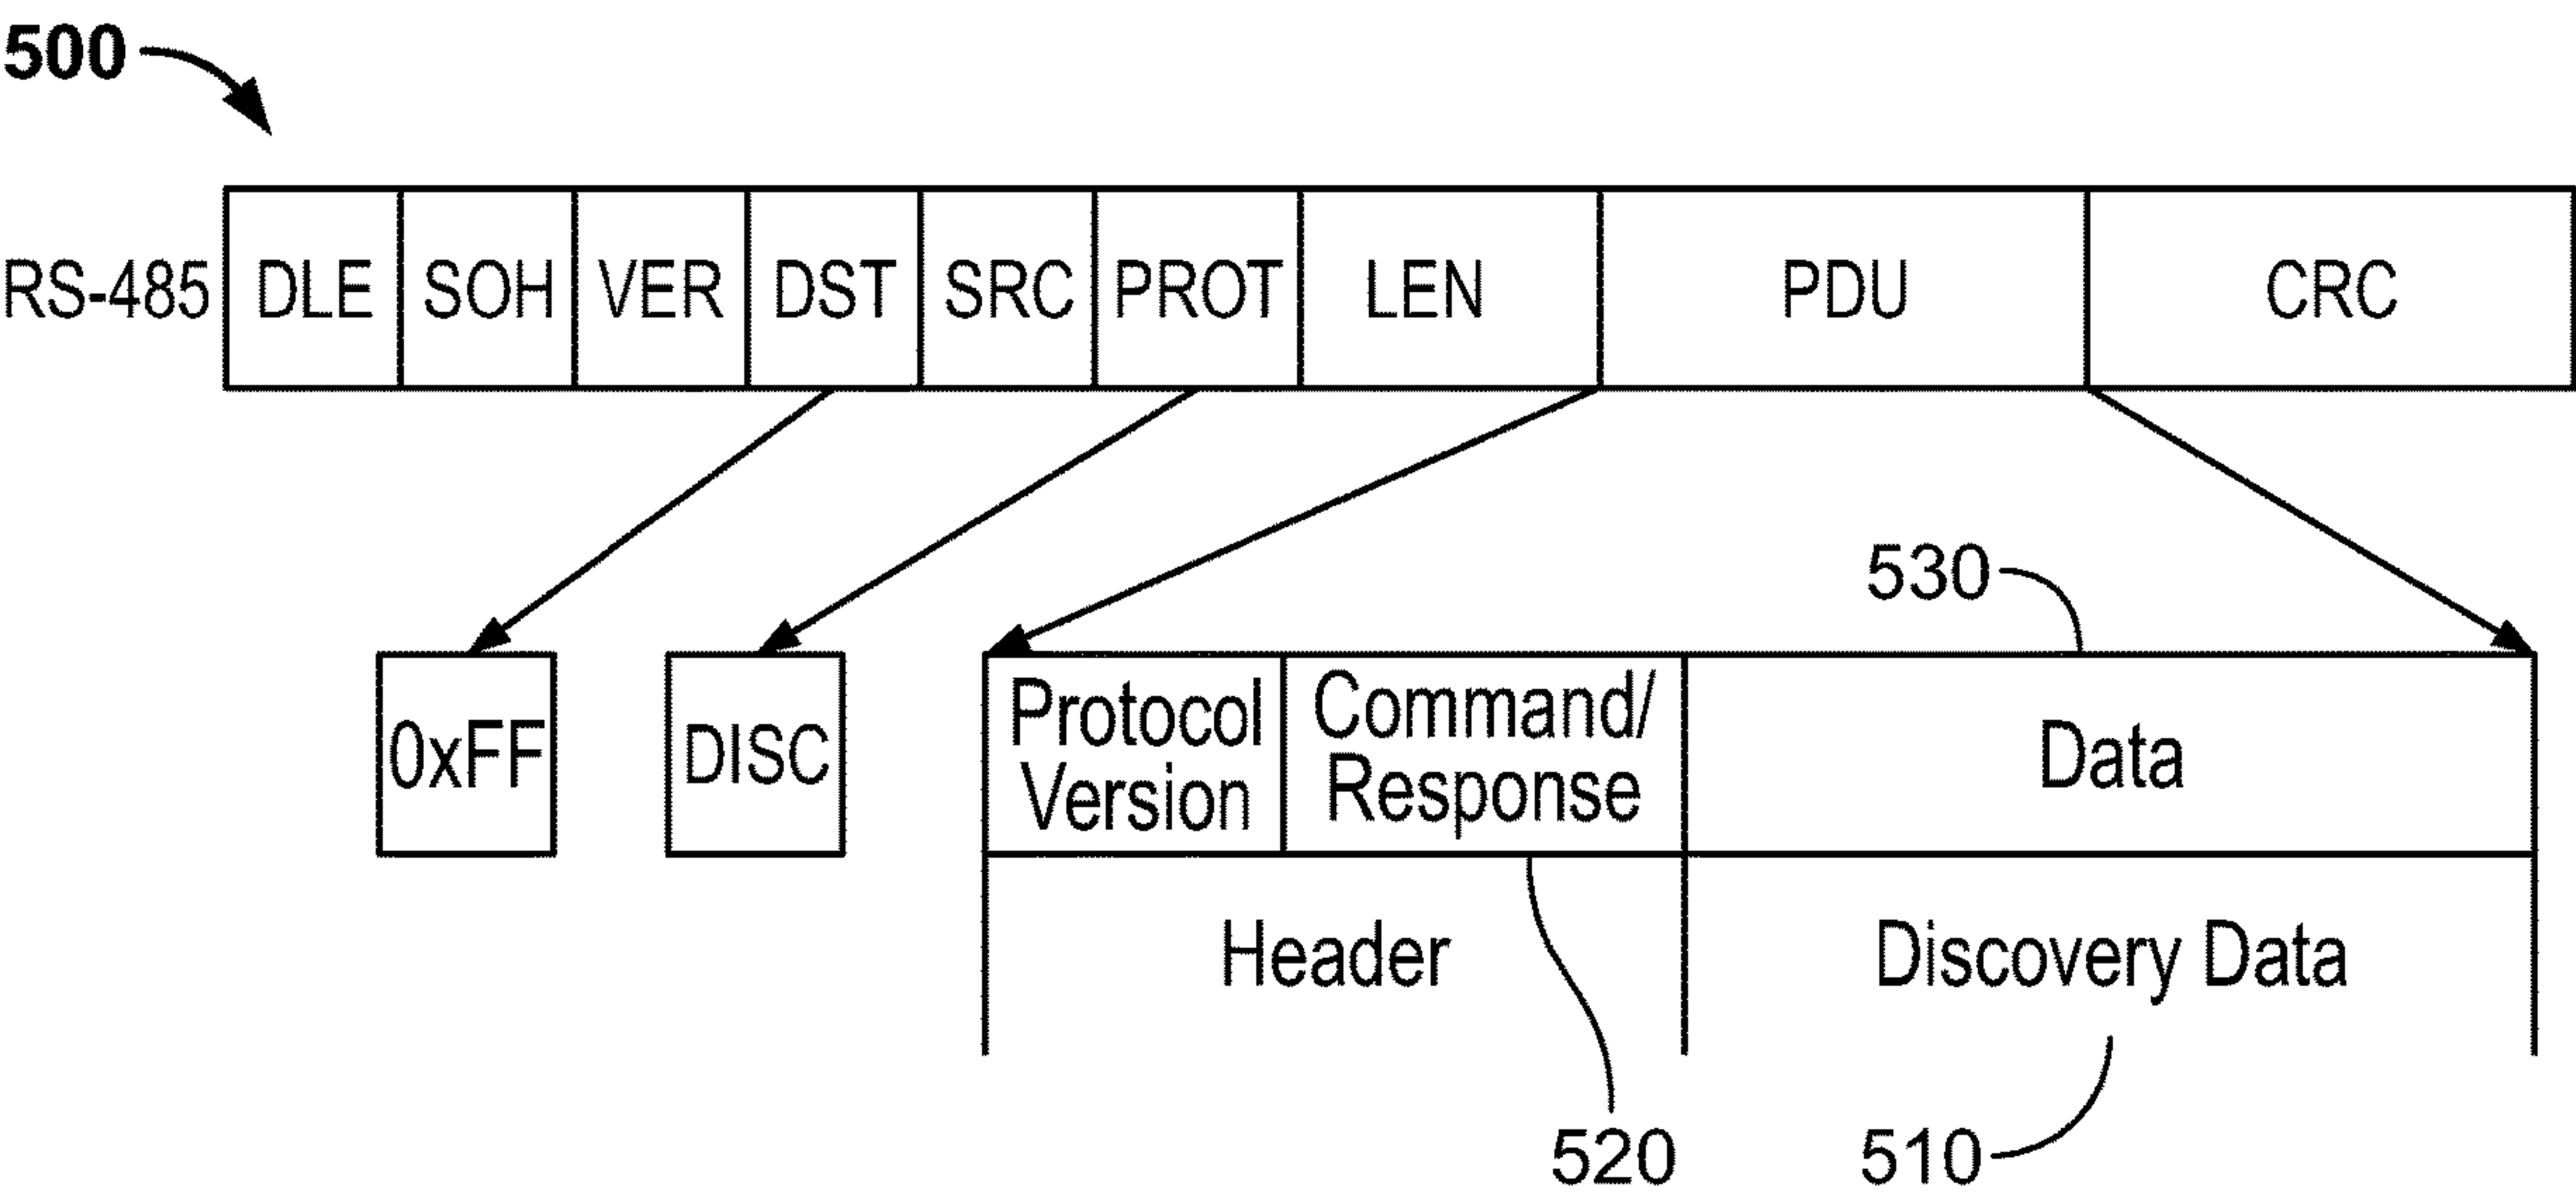 500
RS-485 DLE SOH VER DST SRC PROT LEN PDU CRC
530
0xFF DISC Protocol Version Command/ Response Data
Header Discovery Data
520 510